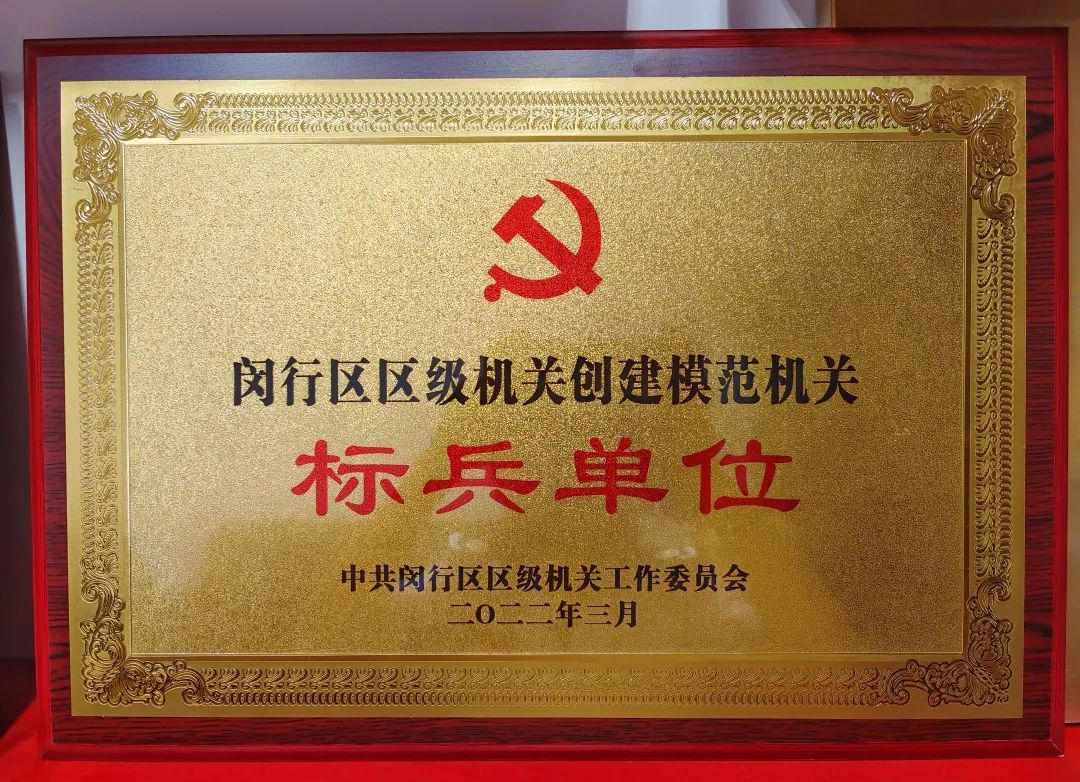 闵行区区级机关创建模范机关
标兵单位
中共闵行区区级机关工作委员会
二〇二二年三月